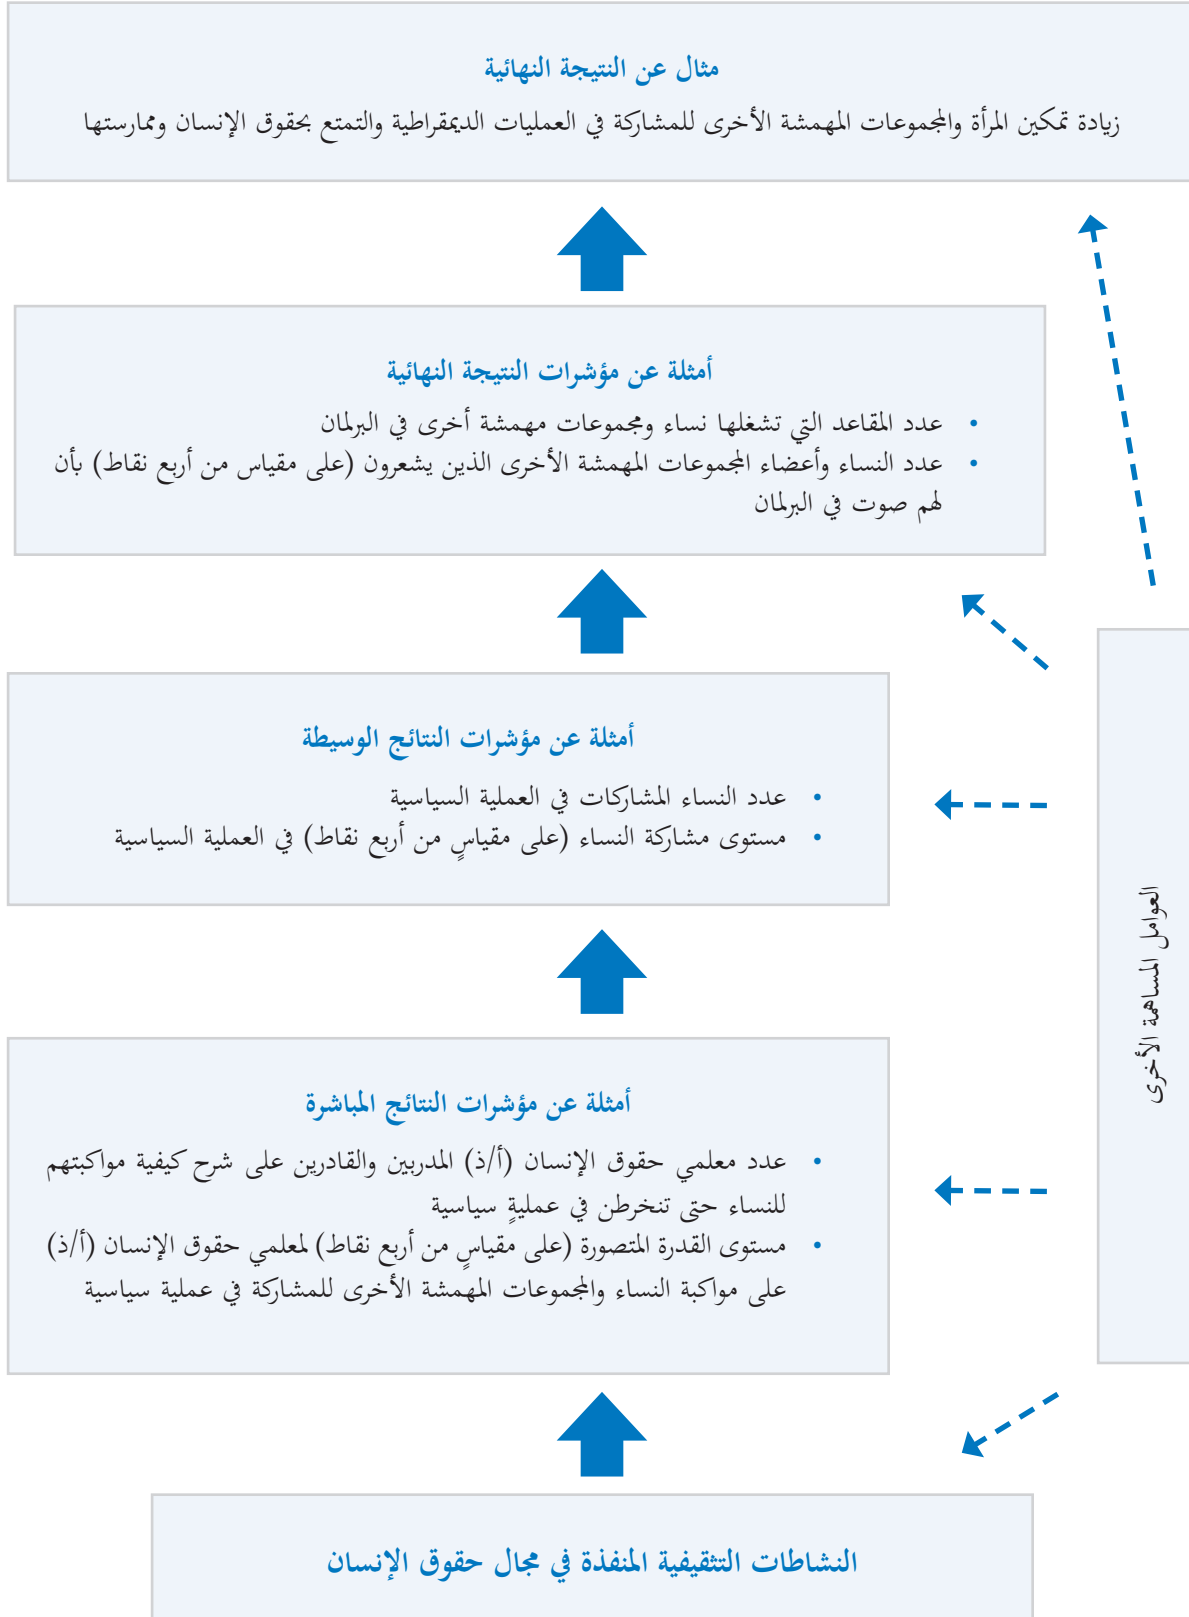 مثال عن النتيجة النهائية
زيادة تمكين المرأة والمجموعات المهمشة الأخرى للمشاركة في العمليات الديمقراطية والتمتع بحقوق الإنسان وممارستها
أمثلة عن مؤشرات النتيجة النهائية
• عدد المقاعد التي تشغلها نساء ومجموعات مهمشة أخرى في البرلمان
• عدد النساء وأعضاء المجموعات المهمشة الأخرى الذين يشعرون (على مقياس من أربع نقاط) بأن
لهم صوت في البرلمان
أمثلة عن مؤشرات النتائج الوسيطة
• عدد النساء المشاركات في العملية السياسية
• مستوى مشاركة النساء (على مقياسٍ من أربع نقاط) في العملية السياسية
العوامل المساهمة الأخرى
أمثلة عن مؤشرات النتائج المباشرة
• عدد معلمي حقوق الإنسان (أ/ذ) المدربين والقادرين على شرح كيفية مواكبتهم
للنساء حتى تنخرطن في عمليةٍ سياسية
• مستوى القدرة المتصورة (على مقياسٍ من أربع نقاط) لمعلمي حقوق الإنسان (أ/ذ)
على مواكبة النساء والمجموعات المهمشة الأخرى للمشاركة في عملية سياسية
النشاطات التثقيفية المنفذة في مجال حقوق الإنسان